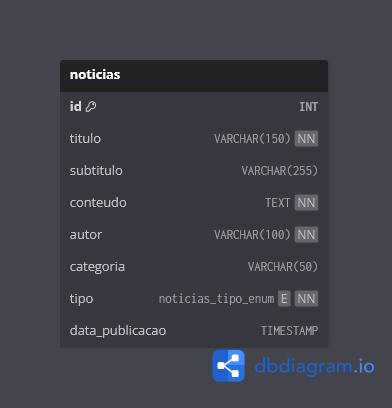 noticias
id INT
titulo VARCHAR(150) NN
subtitulo VARCHAR(255)
conteudo TEXT NN
autor VARCHAR(100) NN
categoria VARCHAR(50)
tipo noticias_tipo_enum E NN
data_publicacao TIMESTAMP
dbdiagram.io